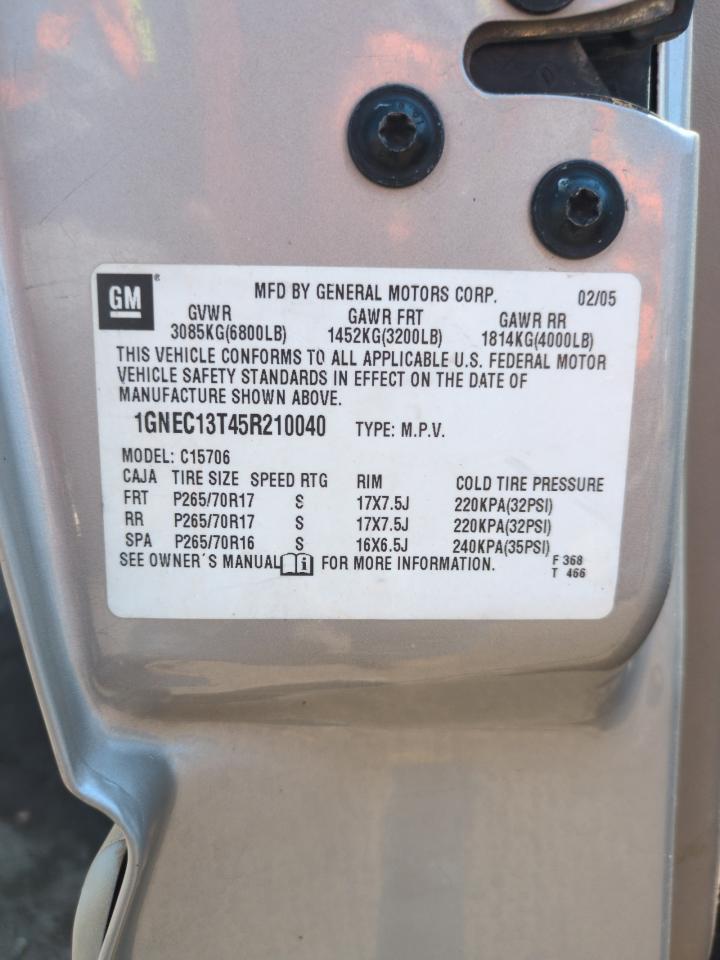 GM ®
MFD BY GENERAL MOTORS CORP. 02/05
GVWR GAWR FRT GAWR RR
3085KG(6800LB) 1452KG(3200LB) 1814KG(4000LB)
THIS VEHICLE CONFORMS TO ALL APPLICABLE U.S. FEDERAL MOTOR
VEHICLE SAFETY STANDARDS IN EFFECT ON THE DATE OF
MANUFACTURE SHOWN ABOVE.
1GNEC13T45R210040 TYPE: M.P.V.
MODEL: C15706
CAJA TIRE SIZE SPEED RTG RIM COLD TIRE PRESSURE
FRT P265/70R17 S 17X7.5J 220KPA(32PSI)
RR P265/70R17 S 17X7.5J 220KPA(32PSI)
SPA P265/70R16 S 16X6.5J 240KPA(35PSI)
SEE OWNER'S MANUAL i FOR MORE INFORMATION. F 368
T 466